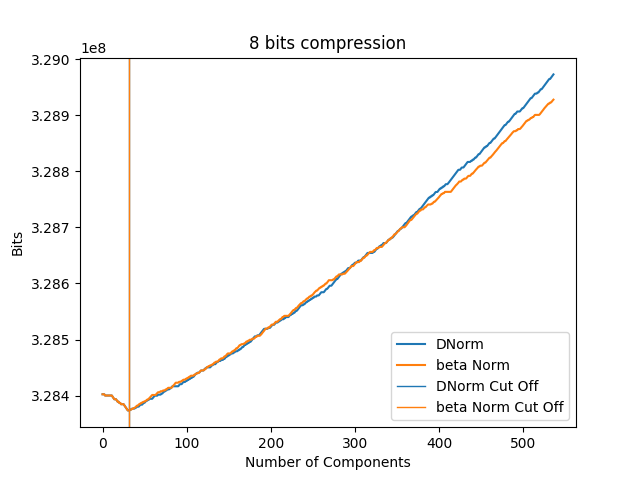 8 bits compression
1e8
3.290
3.289
3.288
3.287
3.286
3.285
3.284
Bits
0 100 200 300 400 500
Number of Components
DNorm
beta Norm
DNorm Cut Off
beta Norm Cut Off